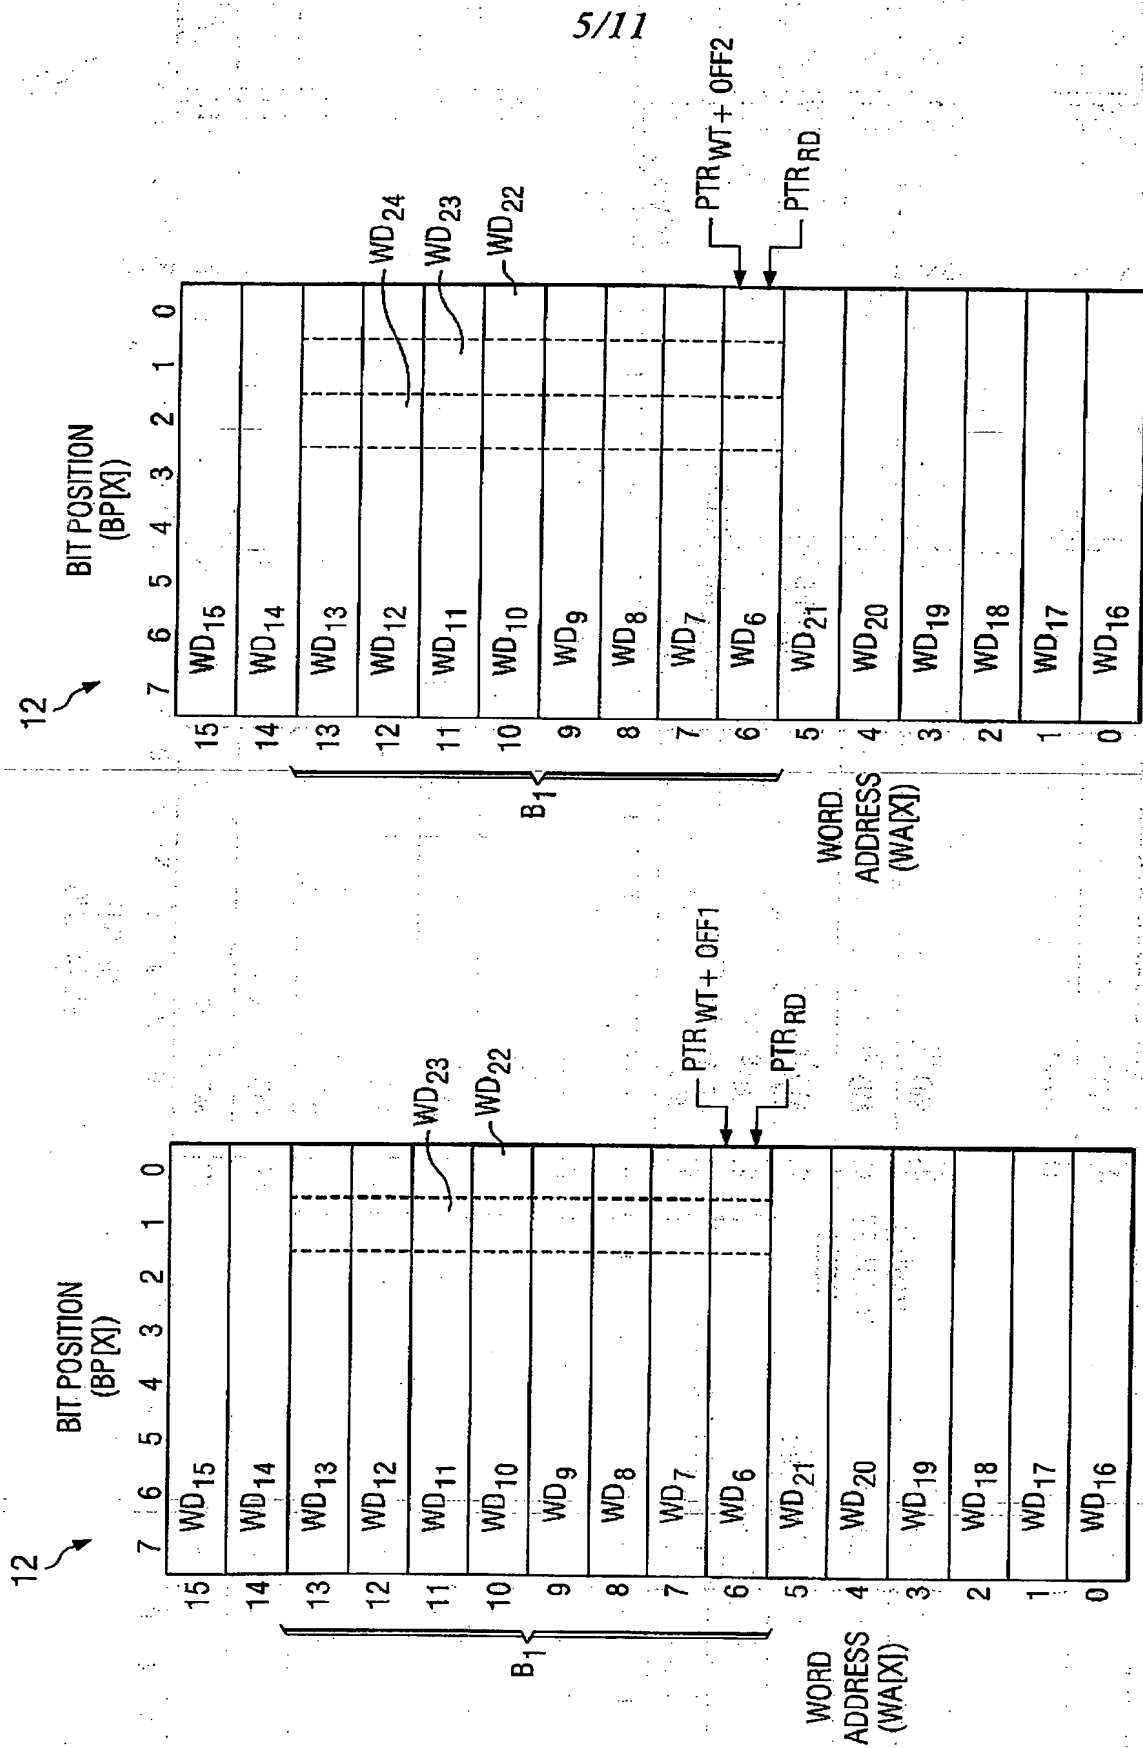 5/11
12
BIT POSITION
(BP[X])
7 6 5 4 3 2 1 0
15 WD15
14 WD14
13 WD13
12 WD12
11 WD11
10 WD10
9 WD9
8 WD8
7 WD7
6 WD6
5 WD21
4 WD20
3 WD19
2 WD18
1 WD17
0 WD16
B1
WORD
ADDRESS
(WA[X])
WD23
WD22
PTRWT + OFF1
PTRRD
12
BIT POSITION
(BP[X])
7 6 5 4 3 2 1 0
15 WD15
14 WD14
13 WD13
12 WD12
11 WD11
10 WD10
9 WD9
8 WD8
7 WD7
6 WD6
5 WD21
4 WD20
3 WD19
2 WD18
1 WD17
0 WD16
B1
WORD
ADDRESS
(WA[X])
WD24
WD23
WD22
PTRWT + OFF2
PTRRD